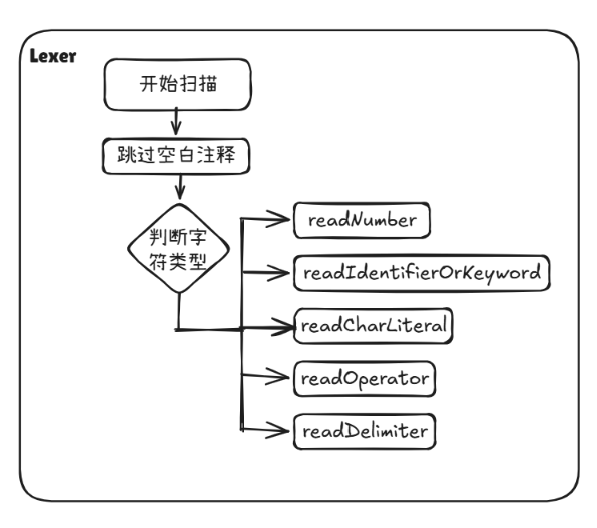 Lexer
开始扫描
跳过空白注释
判断字
符类型
readNumber
readIdentifierOrKeyword
readCharLiteral
readOperator
readDelimiter